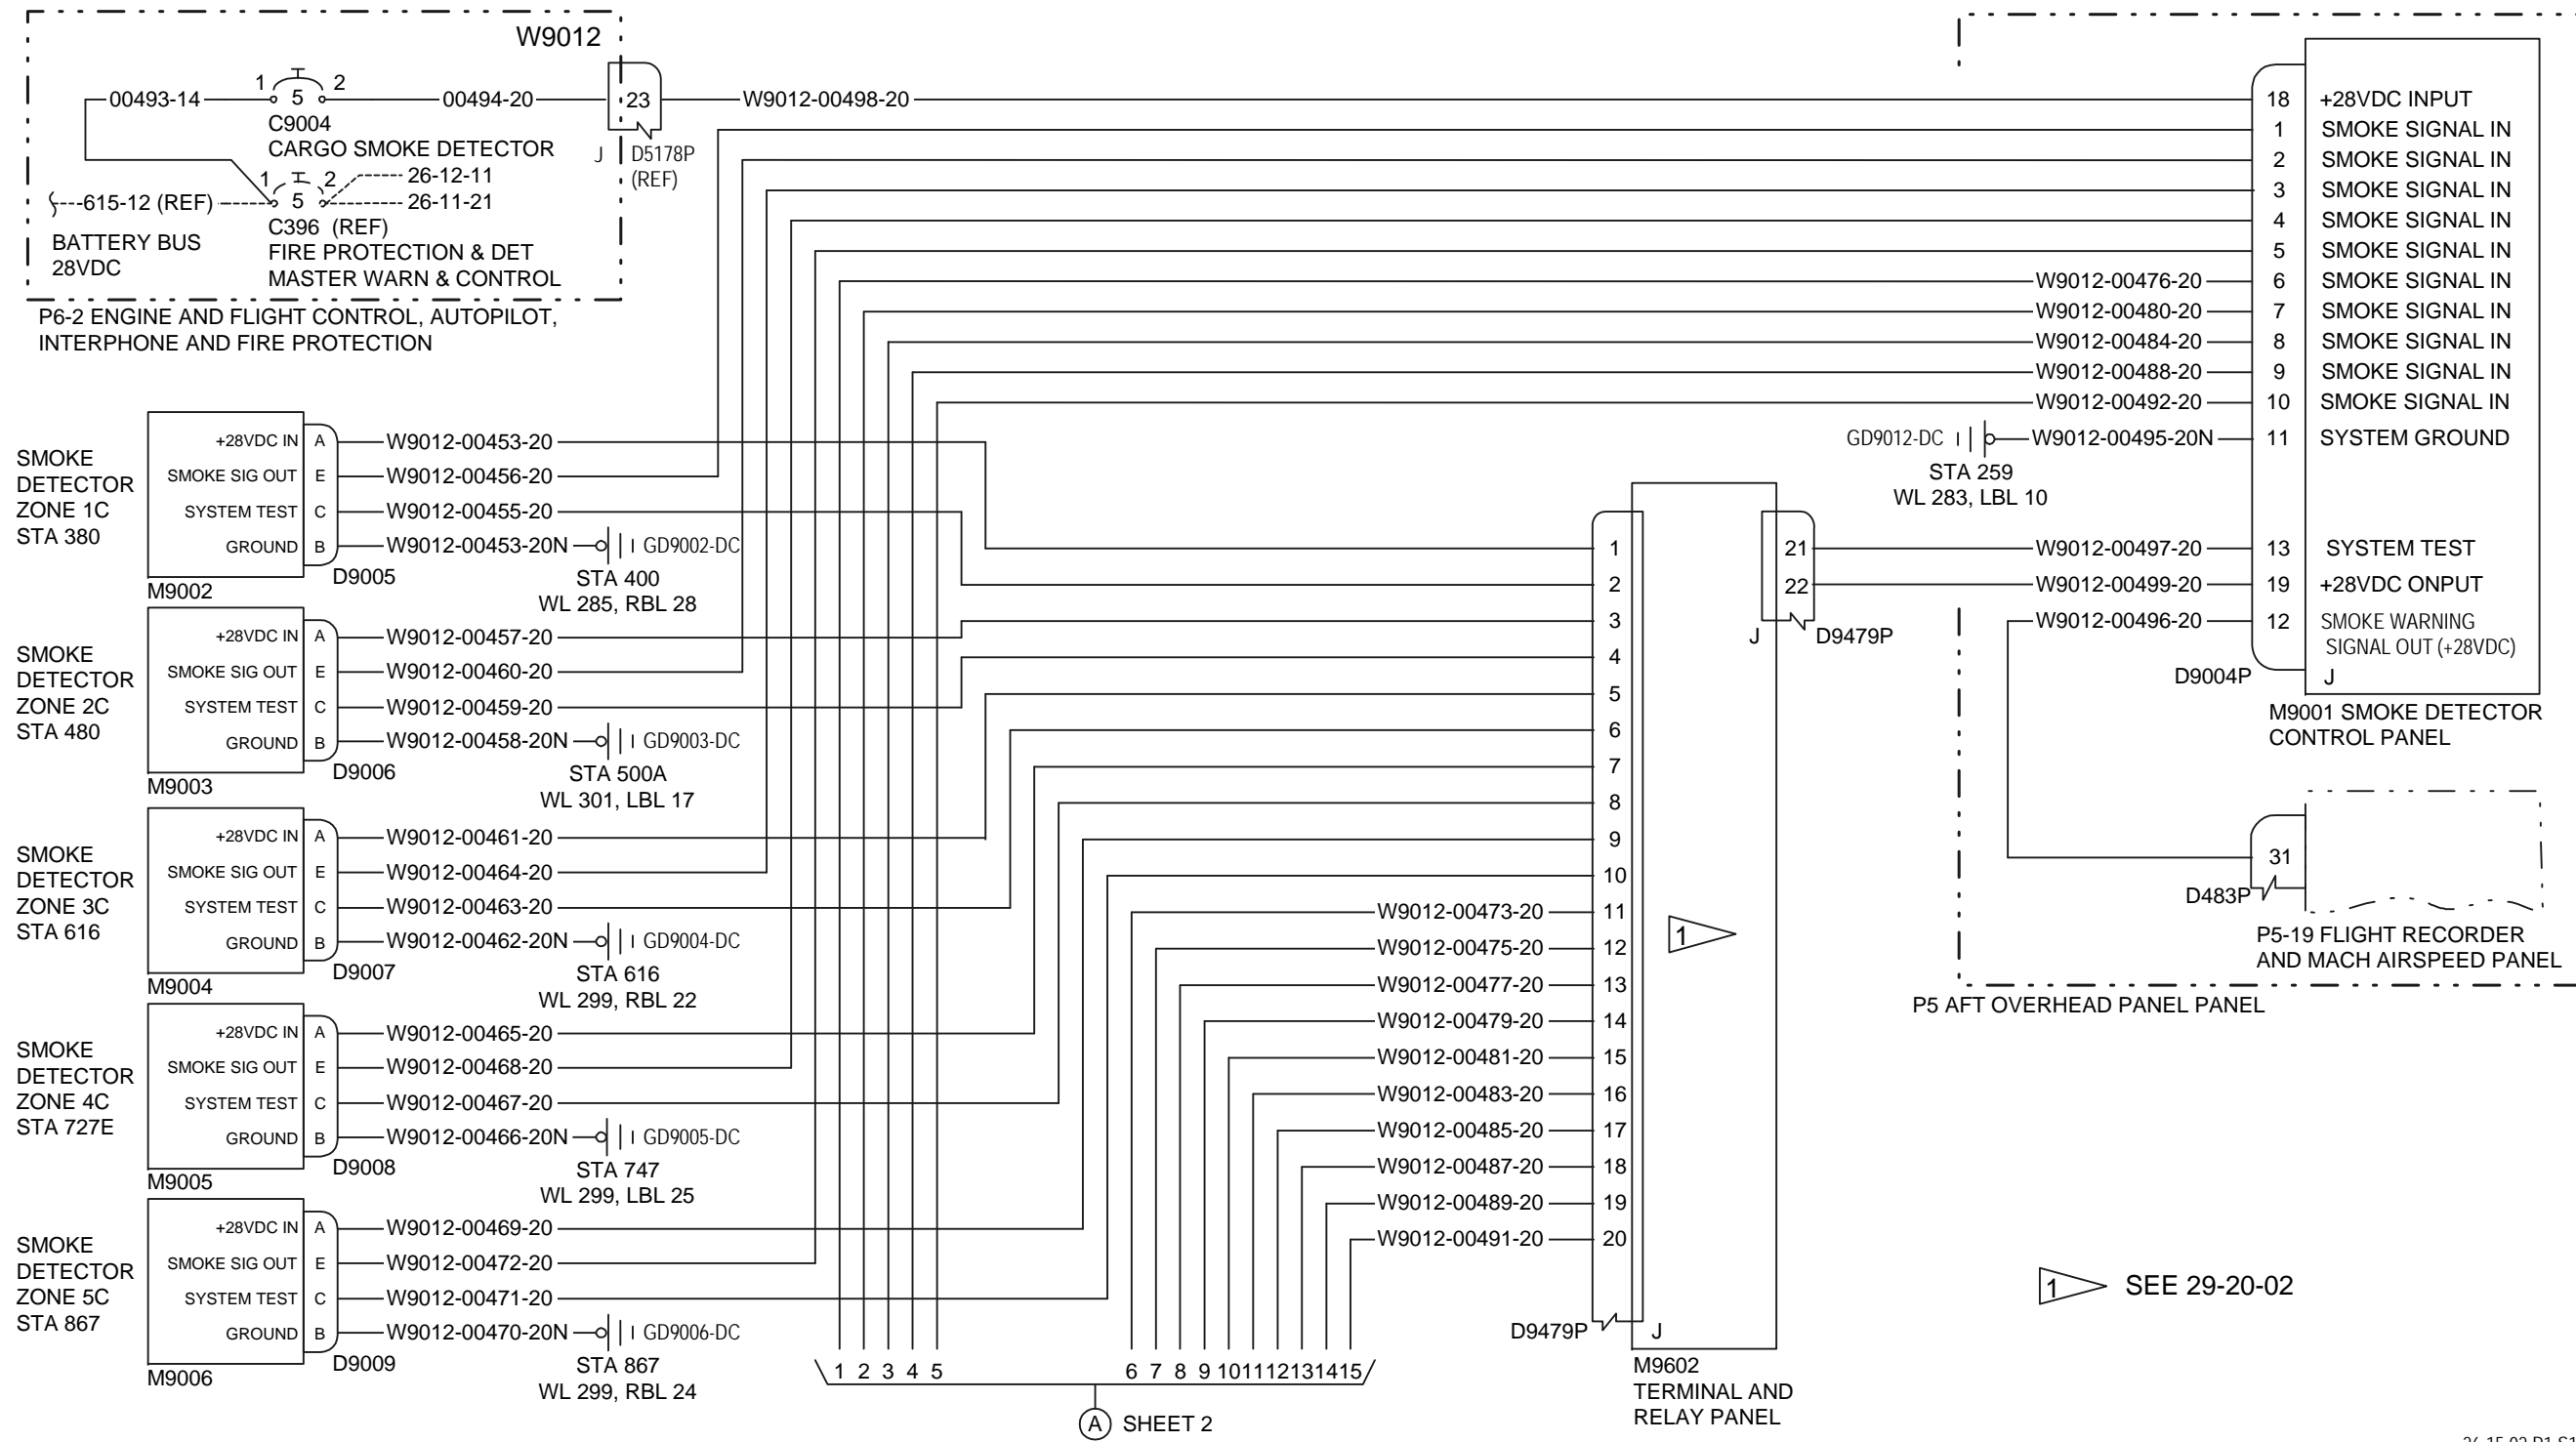 W9012
00493-14
1
5
2
00494-20
23
W9012-00498-20
C9004
CARGO SMOKE DETECTOR
J
D5178P
(REF)
1
5
2
26-12-11
26-11-21
615-12 (REF)
C396 (REF)
BATTERY BUS
28VDC
FIRE PROTECTION & DET
MASTER WARN & CONTROL
P6-2 ENGINE AND FLIGHT CONTROL, AUTOPILOT,
INTERPHONE AND FIRE PROTECTION
18 +28VDC INPUT
1 SMOKE SIGNAL IN
2 SMOKE SIGNAL IN
3 SMOKE SIGNAL IN
4 SMOKE SIGNAL IN
5 SMOKE SIGNAL IN
W9012-00476-20 6 SMOKE SIGNAL IN
W9012-00480-20 7 SMOKE SIGNAL IN
W9012-00484-20 8 SMOKE SIGNAL IN
W9012-00488-20 9 SMOKE SIGNAL IN
W9012-00492-20 10 SMOKE SIGNAL IN
GD9012-DC W9012-00495-20N 11 SYSTEM GROUND
STA 259
WL 283, LBL 10
W9012-00497-20 13 SYSTEM TEST
W9012-00499-20 19 +28VDC ONPUT
W9012-00496-20 12 SMOKE WARNING
SIGNAL OUT (+28VDC)
D9004P
J
M9001 SMOKE DETECTOR
CONTROL PANEL
31
D483P
P5-19 FLIGHT RECORDER
AND MACH AIRSPEED PANEL
P5 AFT OVERHEAD PANEL PANEL
SMOKE
DETECTOR
ZONE 1C
STA 380
+28VDC IN A W9012-00453-20
SMOKE SIG OUT E W9012-00456-20
SYSTEM TEST C W9012-00455-20
GROUND B W9012-00453-20N GD9002-DC
M9002
D9005
STA 400
WL 285, RBL 28
SMOKE
DETECTOR
ZONE 2C
STA 480
+28VDC IN A W9012-00457-20
SMOKE SIG OUT E W9012-00460-20
SYSTEM TEST C W9012-00459-20
GROUND B W9012-00458-20N GD9003-DC
M9003
D9006
STA 500A
WL 301, LBL 17
SMOKE
DETECTOR
ZONE 3C
STA 616
+28VDC IN A W9012-00461-20
SMOKE SIG OUT E W9012-00464-20
SYSTEM TEST C W9012-00463-20
GROUND B W9012-00462-20N GD9004-DC
M9004
D9007
STA 616
WL 299, RBL 22
SMOKE
DETECTOR
ZONE 4C
STA 727E
+28VDC IN A W9012-00465-20
SMOKE SIG OUT E W9012-00468-20
SYSTEM TEST C W9012-00467-20
GROUND B W9012-00466-20N GD9005-DC
M9005
D9008
STA 747
WL 299, LBL 25
SMOKE
DETECTOR
ZONE 5C
STA 867
+28VDC IN A W9012-00469-20
SMOKE SIG OUT E W9012-00472-20
SYSTEM TEST C W9012-00471-20
GROUND B W9012-00470-20N GD9006-DC
M9006
D9009
STA 867
WL 299, RBL 24
1
2
3
4
5
6
7
8
9
10
W9012-00473-20 11
W9012-00475-20 12
W9012-00477-20 13
W9012-00479-20 14
W9012-00481-20 15
W9012-00483-20 16
W9012-00485-20 17
W9012-00487-20 18
W9012-00489-20 19
W9012-00491-20 20
21
22
J
D9479P
1
D9479P
J
M9602
TERMINAL AND
RELAY PANEL
1 SEE 29-20-02
1 2 3 4 5 6 7 8 9 10 11 12 13 14 15
A SHEET 2